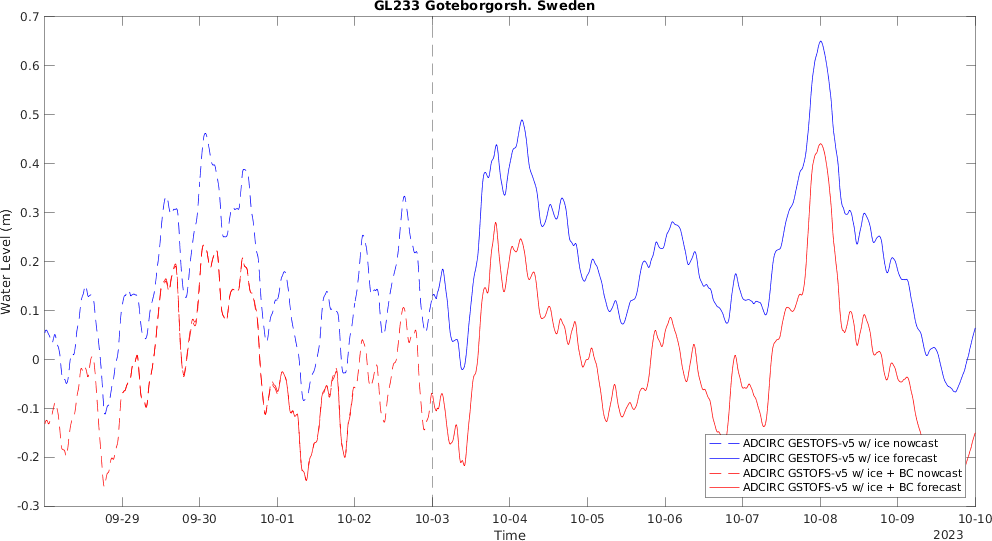 GL233 Goteborgorsh. Sweden
0.7
0.6
0.5
0.4
0.3
0.2
0.1
0
-0.1
-0.2
-0.3
Water Level (m)
ADCIRC GESTOFS-v5 w/ ice nowcast
ADCIRC GESTOFS-v5 w/ ice forecast
ADCIRC GSTOFS-v5 w/ ice + BC nowcast
ADCIRC GSTOFS-v5 w/ ice + BC forecast
09-29 09-30 10-01 10-02 10-03 10-04 10-05 10-06 10-07 10-08 10-09 10-10
Time
2023